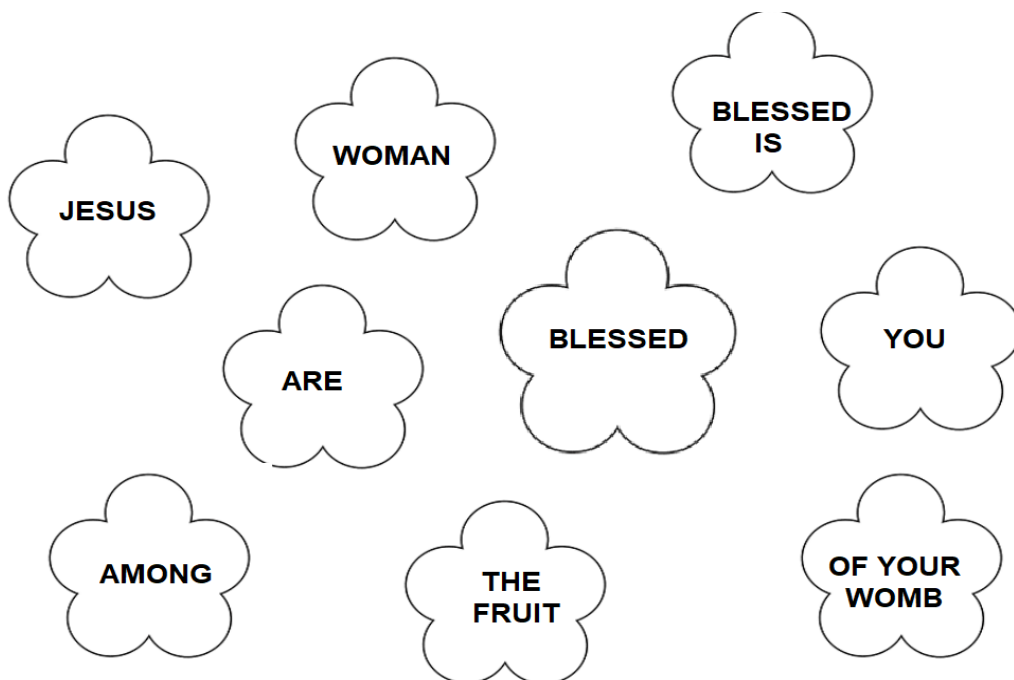 BLESSED
IS
WOMAN
JESUS
BLESSED
YOU
ARE
AMONG
THE
FRUIT
OF YOUR
WOMB